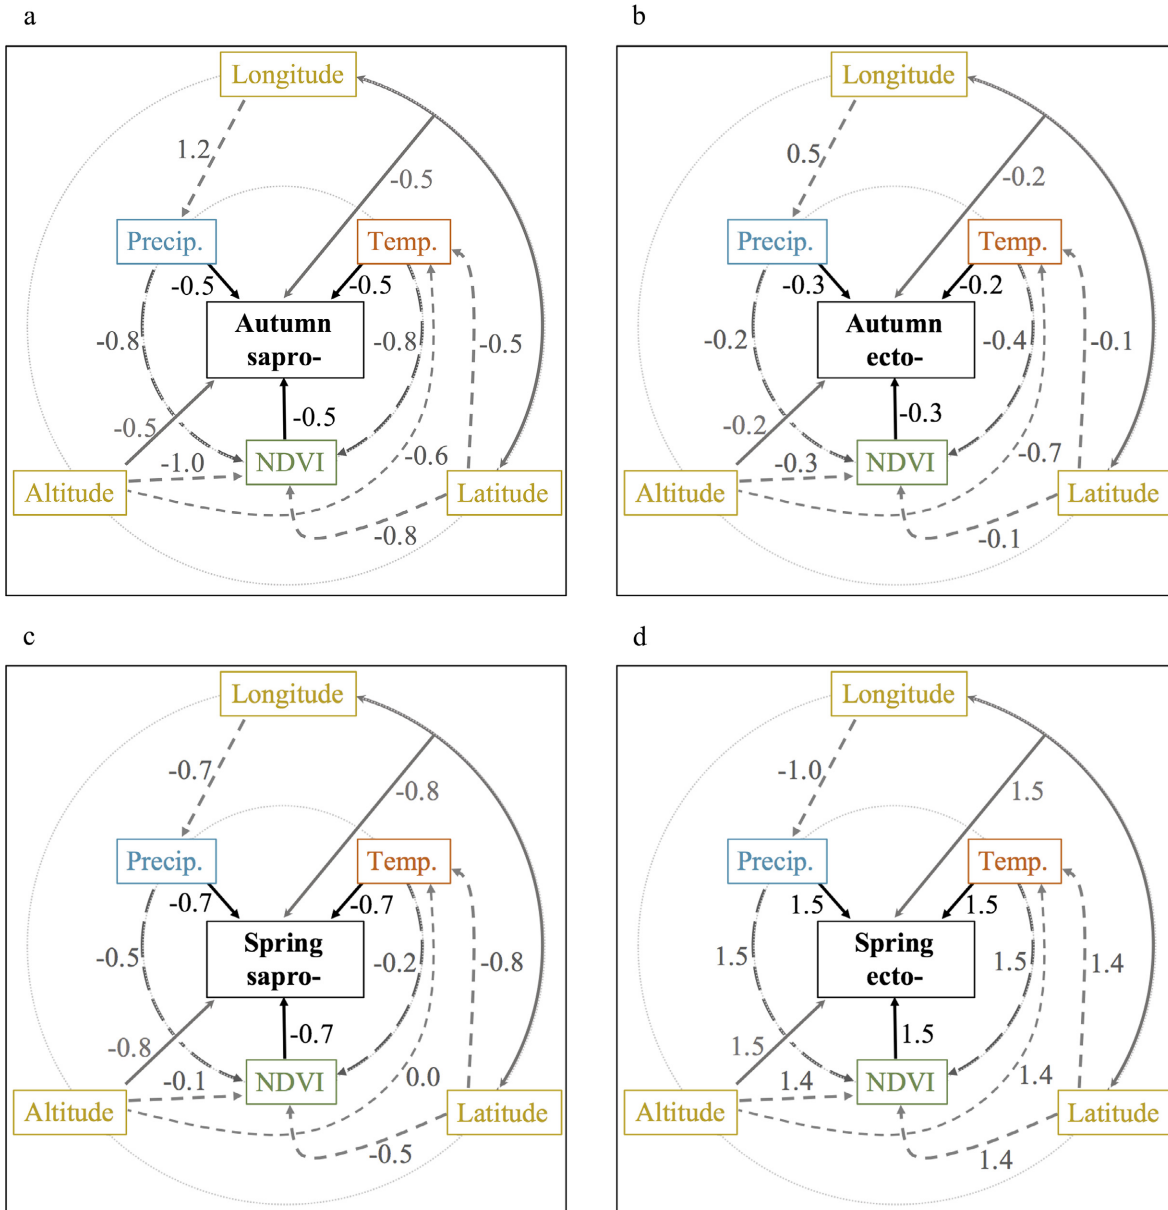 a
Longitude
1.2
-0.5
Precip.
Temp.
-0.5
-0.5
Autumn
sapro-
-0.8
-0.8
-0.5
-0.5
-0.5
-1.0
-0.6
NDVI
Altitude
Latitude
-0.8
b
Longitude
0.5
-0.2
Precip.
Temp.
-0.3
-0.2
Autumn
ecto-
-0.2
-0.4
-0.1
-0.3
-0.2
-0.3
-0.7
NDVI
Altitude
Latitude
-0.1
c
Longitude
-0.7
-0.8
Precip.
Temp.
-0.7
-0.7
Spring
sapro-
-0.5
-0.2
-0.8
-0.7
-0.8
-0.1
0.0
NDVI
Altitude
Latitude
-0.5
d
Longitude
-1.0
1.5
Precip.
Temp.
1.5
1.5
Spring
ecto-
1.5
1.5
1.4
1.5
1.5
1.4
1.4
NDVI
Altitude
Latitude
1.4